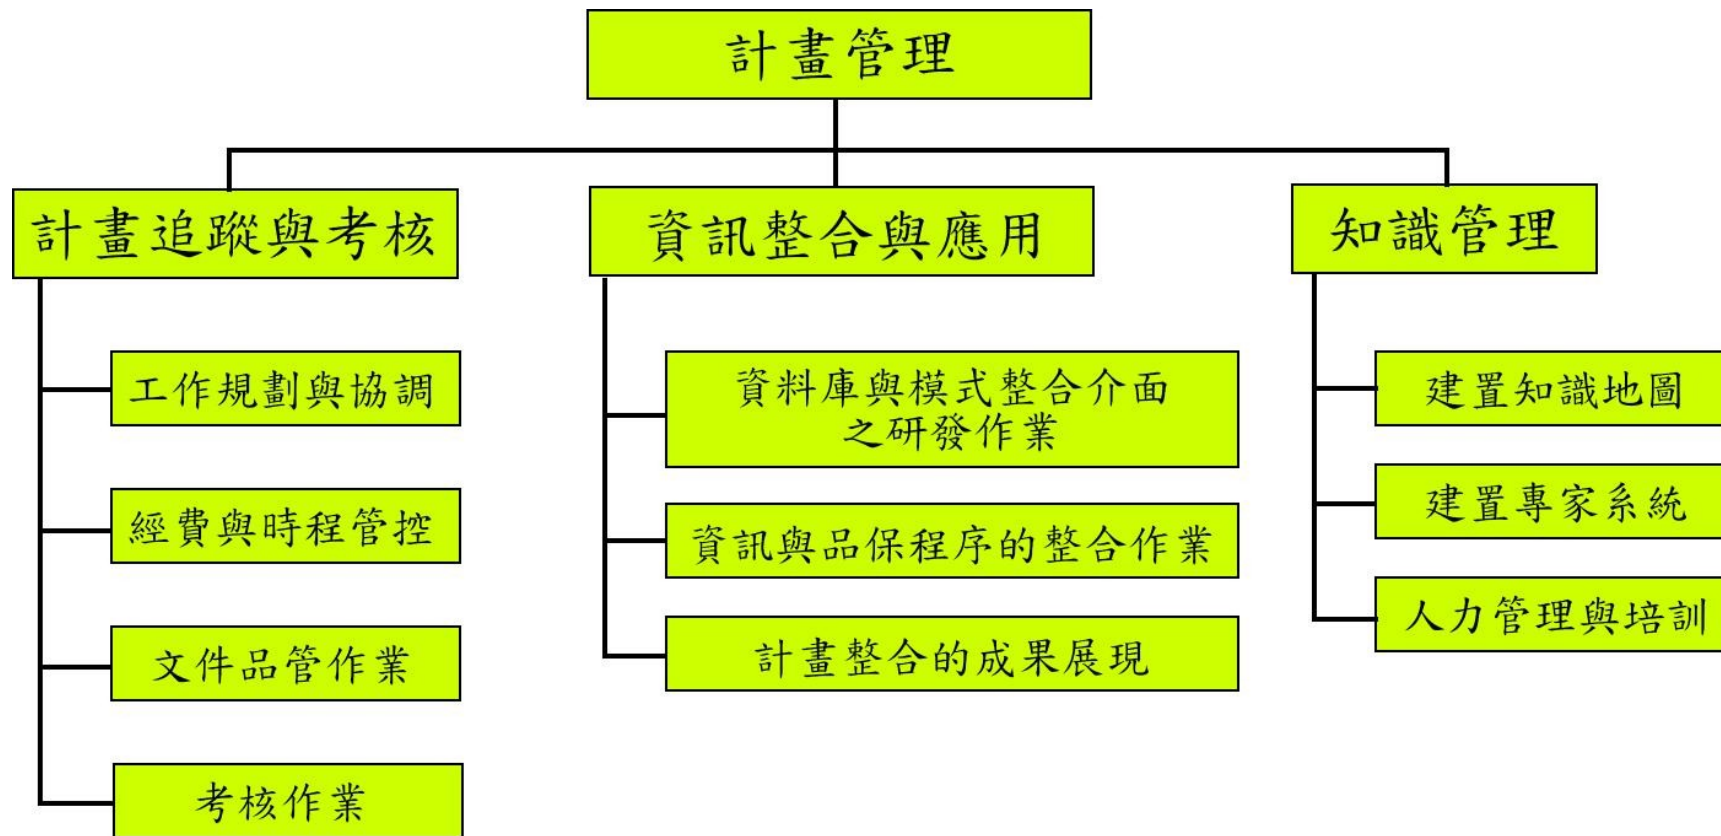 計畫管理
計畫追蹤與考核
工作規劃與協調
經費與時程管控
文件品管作業
考核作業
資訊整合與應用
資料庫與模式整合介面
之研發作業
資訊與品保程序的整合作業
計畫整合的成果展現
知識管理
建置知識地圖
建置專家系統
人力管理與培訓